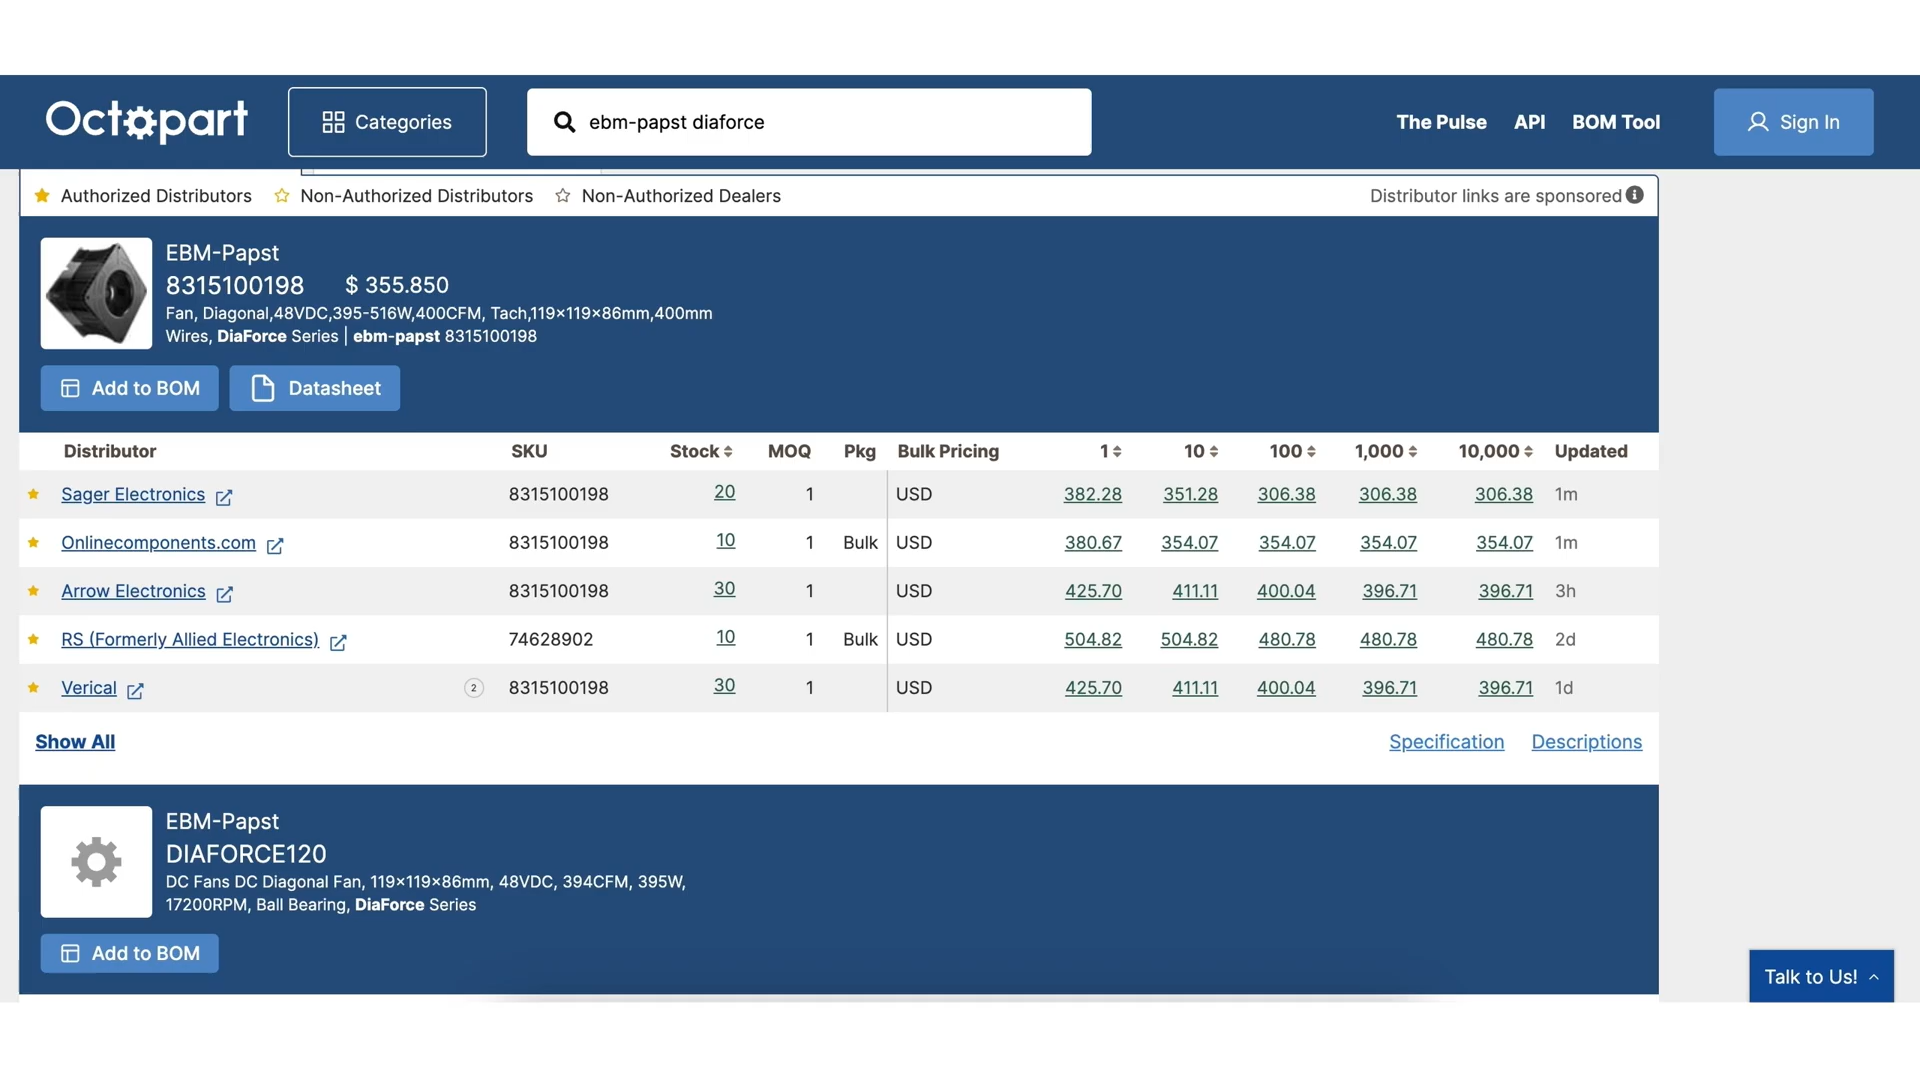 Octopart
Categories
ebm-papst diaforce
The Pulse
API
BOM Tool
Sign In
Authorized Distributors
Non-Authorized Distributors
Non-Authorized Dealers
Distributor links are sponsored
EBM-Papst
8315100198 $ 355.850
Fan, Diagonal,48VDC,395-516W,400CFM, Tach,119x119x86mm,400mm
Wires, DiaForce Series | ebm-papst 8315100198
Add to BOM
Datasheet
Distributor SKU Stock MOQ Pkg Bulk Pricing 1 10 100 1,000 10,000 Updated
Sager Electronics 8315100198 20 1 USD 382.28 351.28 306.38 306.38 306.38 1m
Onlinecomponents.com 8315100198 10 1 Bulk USD 380.67 354.07 354.07 354.07 354.07 1m
Arrow Electronics 8315100198 30 1 USD 425.70 411.11 400.04 396.71 396.71 3h
RS (Formerly Allied Electronics) 74628902 10 1 Bulk USD 504.82 504.82 480.78 480.78 480.78 2d
Verical 2 8315100198 30 1 USD 425.70 411.11 400.04 396.71 396.71 1d
Show All
Specification
Descriptions
EBM-Papst
DIAFORCE120
DC Fans DC Diagonal Fan, 119x119x86mm, 48VDC, 394CFM, 395W,
17200RPM, Ball Bearing, DiaForce Series
Add to BOM
Talk to Us!